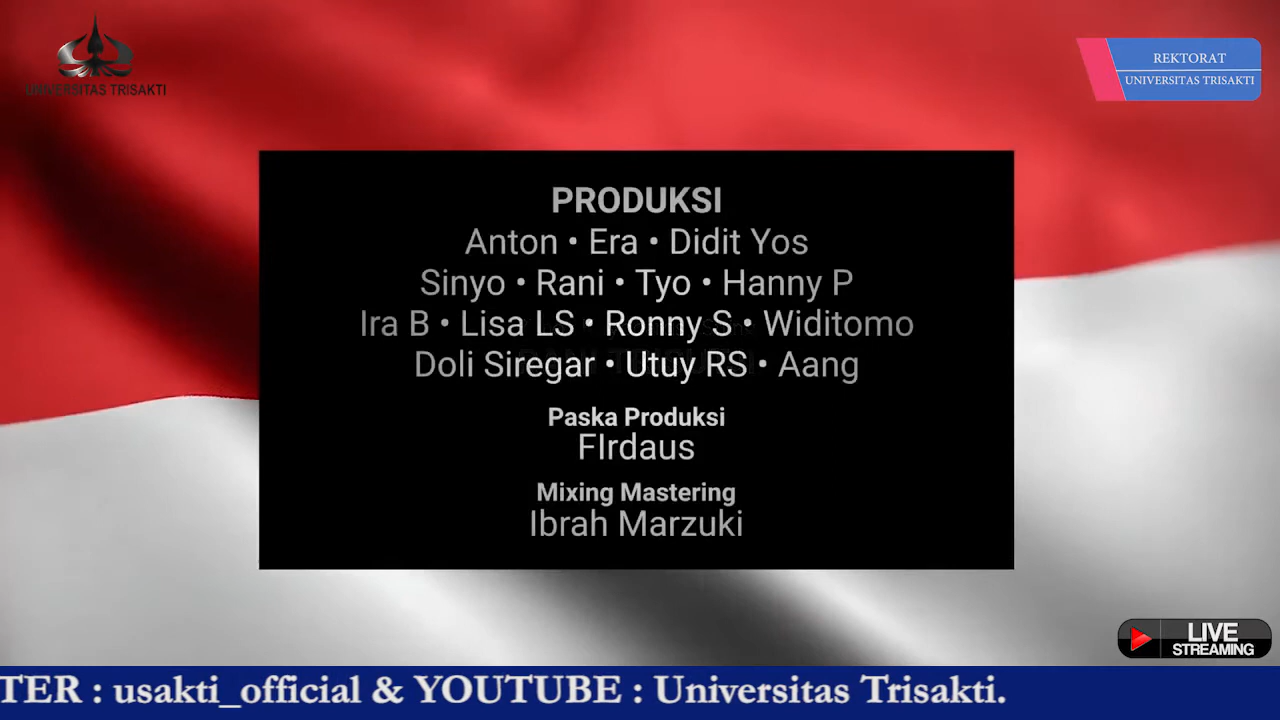 UNIVERSITAS TRISAKTI
REKTORAT
UNIVERSITAS TRISAKTI
PRODUKSI
Anton • Era • Didit Yos
Sinyo • Rani • Tyo • Hanny P
Ira B • Lisa LS • Ronny S • Widitomo
Doli Siregar • Utuy RS • Aang
Paska Produksi
FIrdaus
Mixing Mastering
Ibrah Marzuki
LIVE
STREAMING
TER : usakti_official & YOUTUBE : Universitas Trisakti.